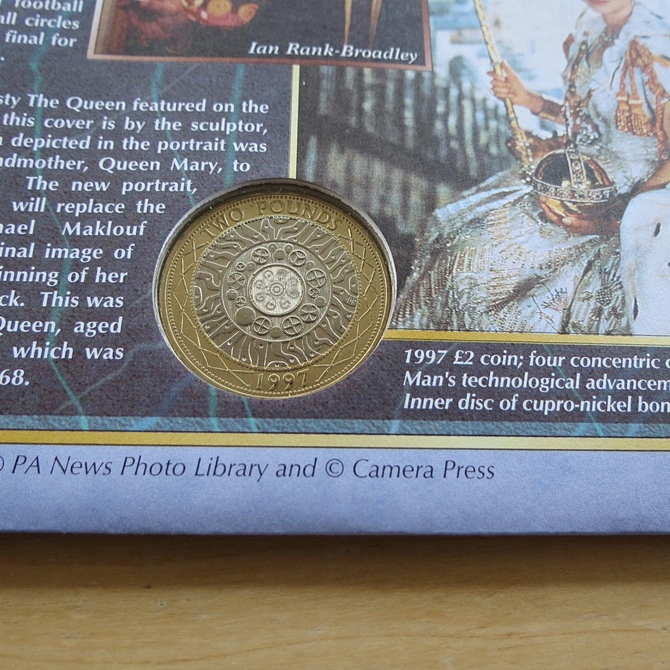 football
all circles
final for
Ian Rank-Broadley
sty The Queen featured on the
this cover is by the sculptor,
depicted in the portrait was
ndmother, Queen Mary, to
The new portrait,
will replace the
hael Maklouf
inal image of
inning of her
ck. This was
Queen, aged
which was
68.
TWO POUNDS
1997
1997 £2 coin; four concentric
Man's technological advancem
Inner disc of cupro-nickel bon
© PA News Photo Library and © Camera Press